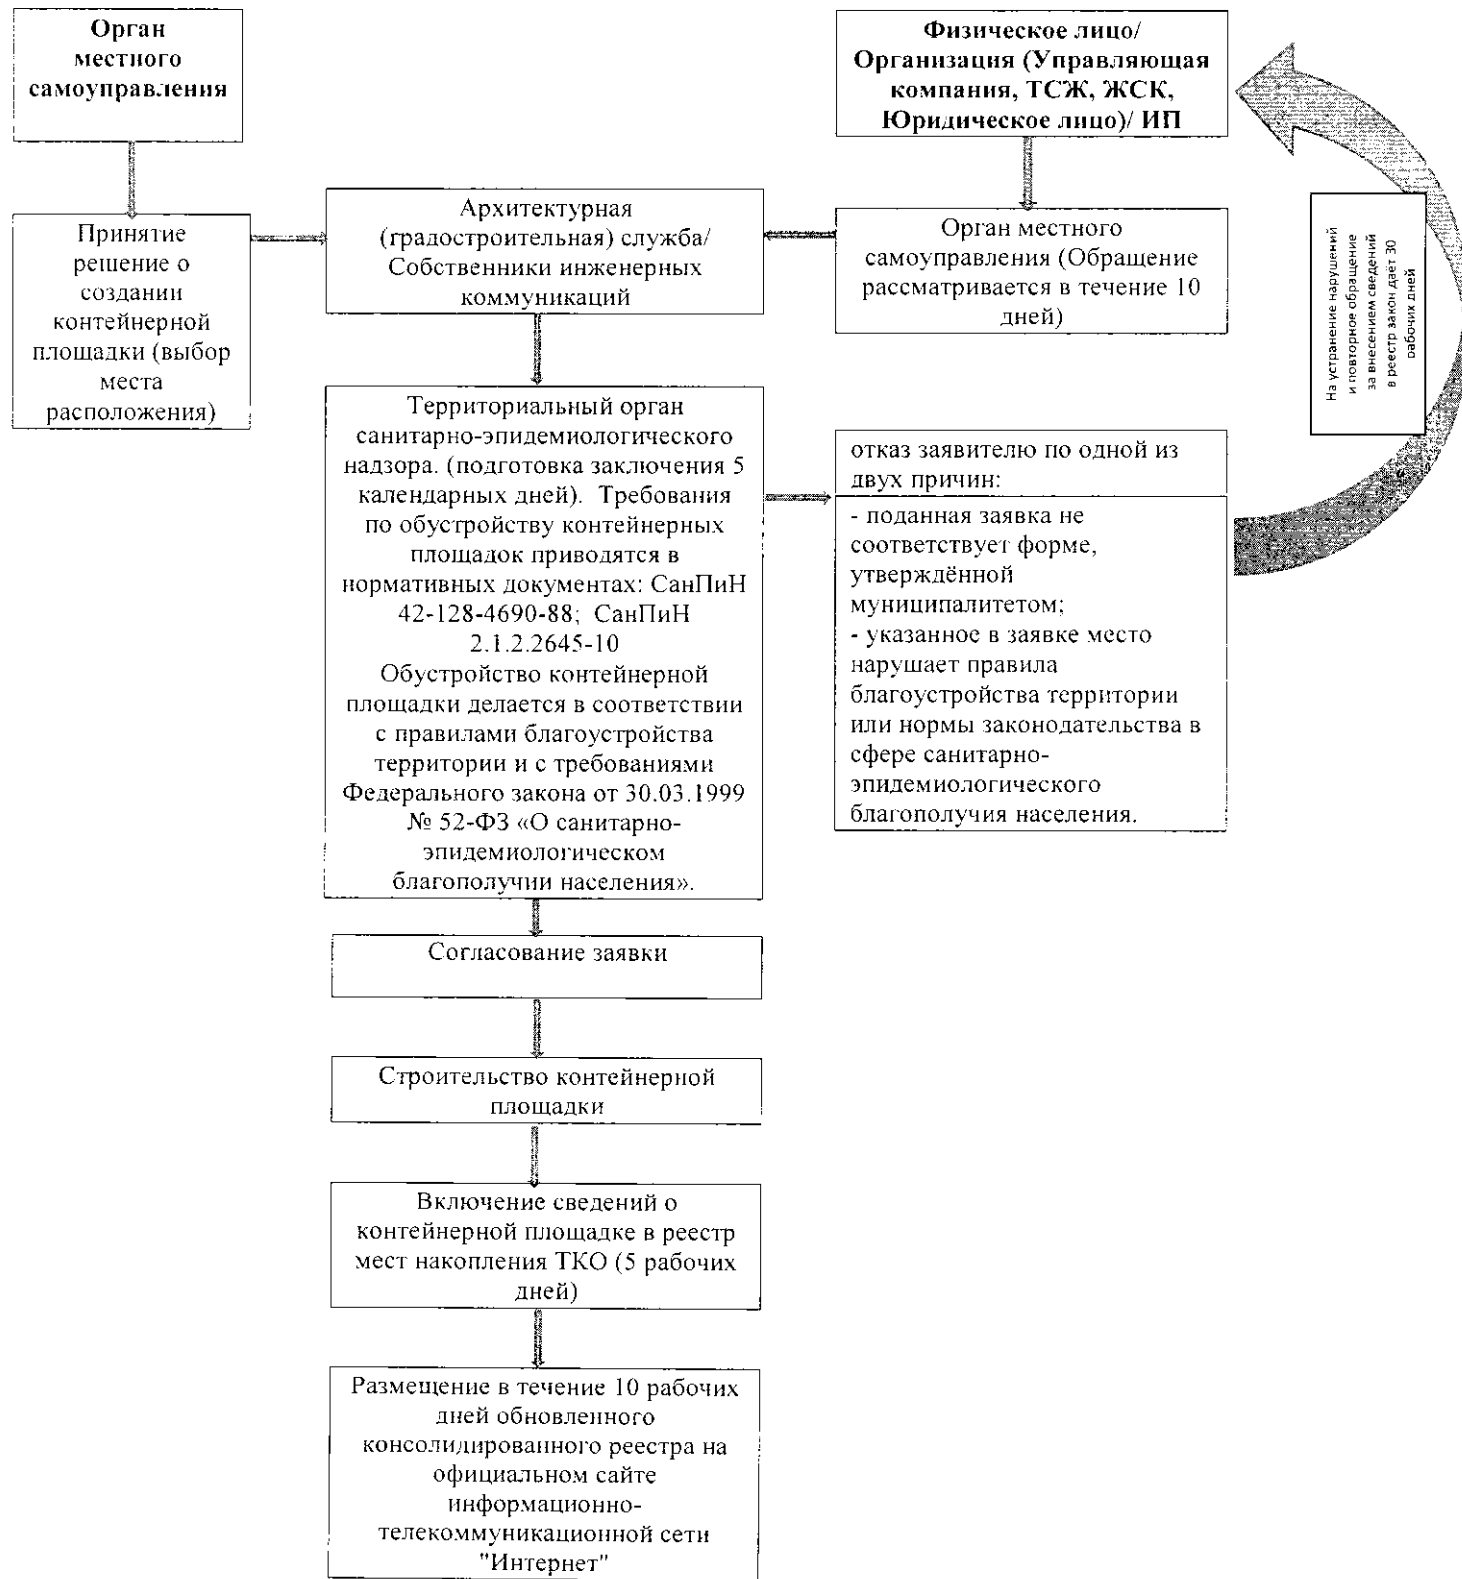 Орган
местного
самоуправления
Физическое лицо/
Организация (Управляющая
компания, ТСЖ, ЖСК,
Юридическое лицо)/ ИП
Принятие
решение о
создании
контейнерной
площадки (выбор
места
расположения)
Архитектурная
(градостроительная) служба/
Собственники инженерных
коммуникаций
Орган местного
самоуправления (Обращение
рассматривается в течение 10
дней)
На устранение нарушений
и повторное обращение
за внесением сведений
в реестр закон даёт 30
рабочих дней
Территориальный орган
санитарно-эпидемиологического
надзора. (подготовка заключения 5
календарных дней). Требования
по обустройству контейнерных
площадок приводятся в
нормативных документах: СанПиН
42-128-4690-88; СанПиН
2.1.2.2645-10
Обустройство контейнерной
площадки делается в соответствии
с правилами благоустройства
территории и с требованиями
Федерального закона от 30.03.1999
№ 52-ФЗ «О санитарно-
эпидемиологическом
благополучии населения».
отказ заявителю по одной из
двух причин:
- поданная заявка не
соответствует форме,
утверждённой
муниципалитетом;
- указанное в заявке место
нарушает правила
благоустройства территории
или нормы законодательства в
сфере санитарно-
эпидемиологического
благополучия населения.
Согласование заявки
Строительство контейнерной
площадки
Включение сведений о
контейнерной площадке в реестр
мест накопления ТКО (5 рабочих
дней)
Размещение в течение 10 рабочих
дней обновленного
консолидированного реестра на
официальном сайте
информационно-
телекоммуникационной сети
"Интернет"